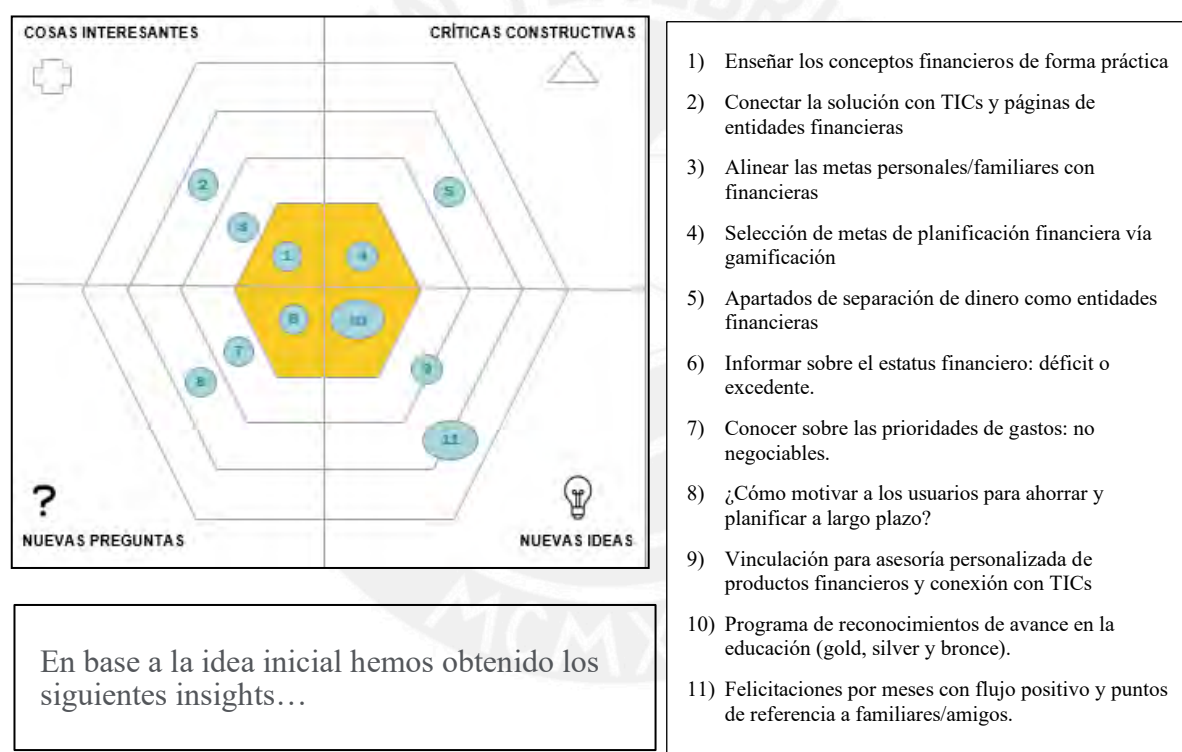 COSAS INTERESANTES
CRÍTICAS CONSTRUCTIVAS
2
5
1
4
10
7
9
11
?
NUEVAS PREGUNTAS
NUEVAS IDEAS
En base a la idea inicial hemos obtenido los
siguientes insights…
1) Enseñar los conceptos financieros de forma práctica
2) Conectar la solución con TICs y páginas de
entidades financieras
3) Alinear las metas personales/familiares con
financieras
4) Selección de metas de planificación financiera vía
gamificación
5) Apartados de separación de dinero como entidades
financieras
6) Informar sobre el estatus financiero: déficit o
excedente.
7) Conocer sobre las prioridades de gastos: no
negociables.
8) ¿Cómo motivar a los usuarios para ahorrar y
planificar a largo plazo?
9) Vinculación para asesoría personalizada de
productos financieros y conexión con TICs
10) Programa de reconocimientos de avance en la
educación (gold, silver y bronce).
11) Felicitaciones por meses con flujo positivo y puntos
de referencia a familiares/amigos.